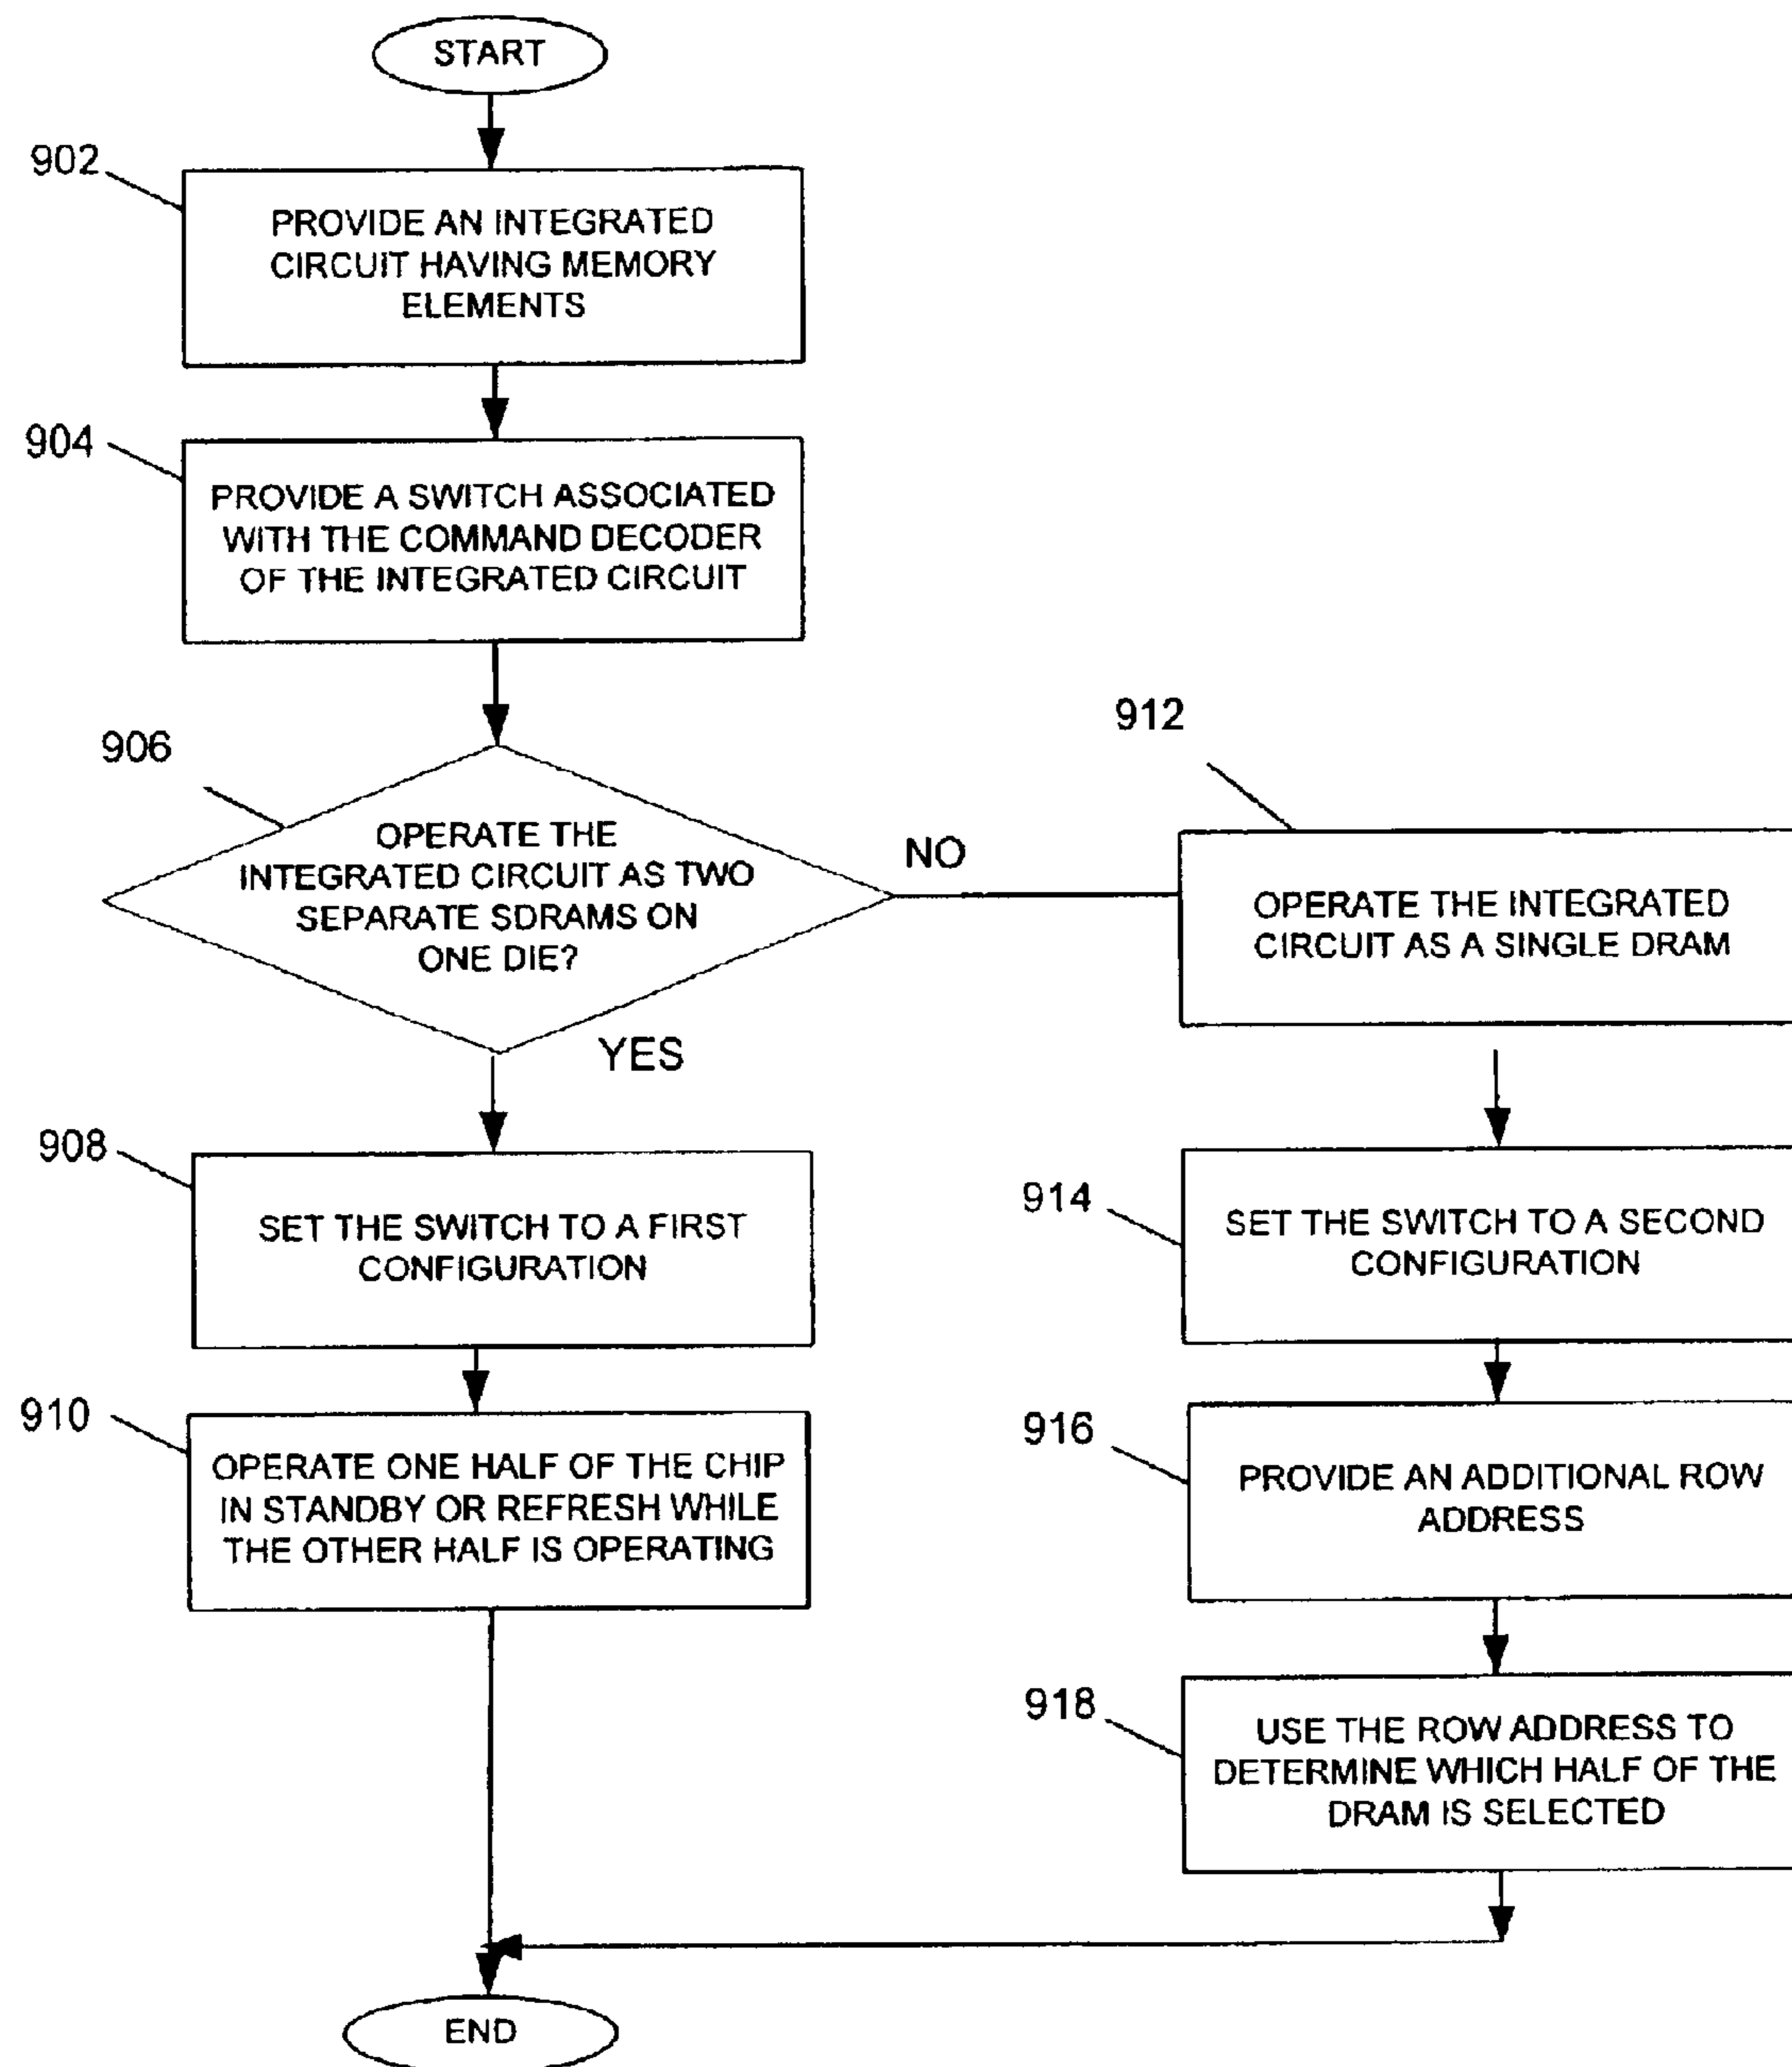 START
902
PROVIDE AN INTEGRATED
CIRCUIT HAVING MEMORY
ELEMENTS
904
PROVIDE A SWITCH ASSOCIATED
WITH THE COMMAND DECODER
OF THE INTEGRATED CIRCUIT
906
OPERATE THE
INTEGRATED CIRCUIT AS TWO
SEPARATE SDRAMS ON
ONE DIE?
NO
YES
908
SET THE SWITCH TO A FIRST
CONFIGURATION
910
OPERATE ONE HALF OF THE CHIP
IN STANDBY OR REFRESH WHILE
THE OTHER HALF IS OPERATING
912
OPERATE THE INTEGRATED
CIRCUIT AS A SINGLE DRAM
914
SET THE SWITCH TO A SECOND
CONFIGURATION
916
PROVIDE AN ADDITIONAL ROW
ADDRESS
918
USE THE ROW ADDRESS TO
DETERMINE WHICH HALF OF THE
DRAM IS SELECTED
END